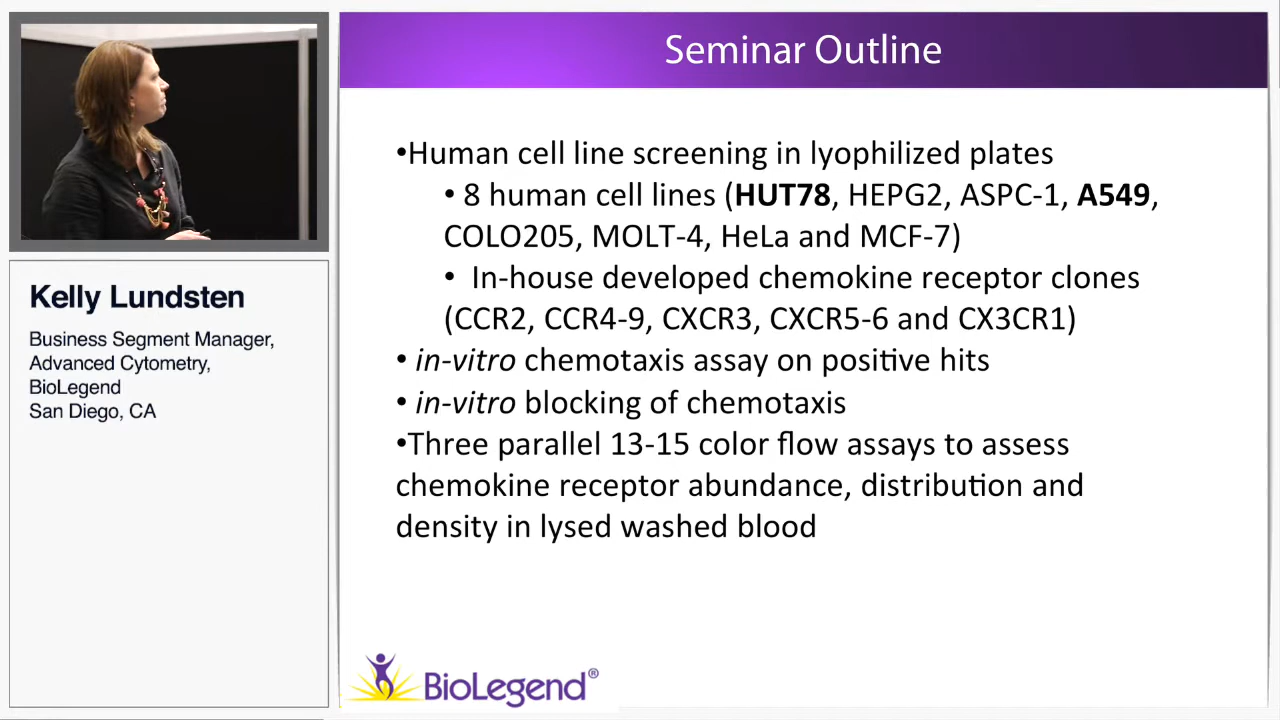 Seminar Outline
•Human cell line screening in lyophilized plates
• 8 human cell lines (HUT78, HEPG2, ASPC-1, A549,
COLO205, MOLT-4, HeLa and MCF-7)
• In-house developed chemokine receptor clones
(CCR2, CCR4-9, CXCR3, CXCR5-6 and CX3CR1)
• in-vitro chemotaxis assay on positive hits
• in-vitro blocking of chemotaxis
•Three parallel 13-15 color flow assays to assess
chemokine receptor abundance, distribution and
density in lysed washed blood
Kelly Lundsten
Business Segment Manager,
Advanced Cytometry,
BioLegend
San Diego, CA
BioLegend®